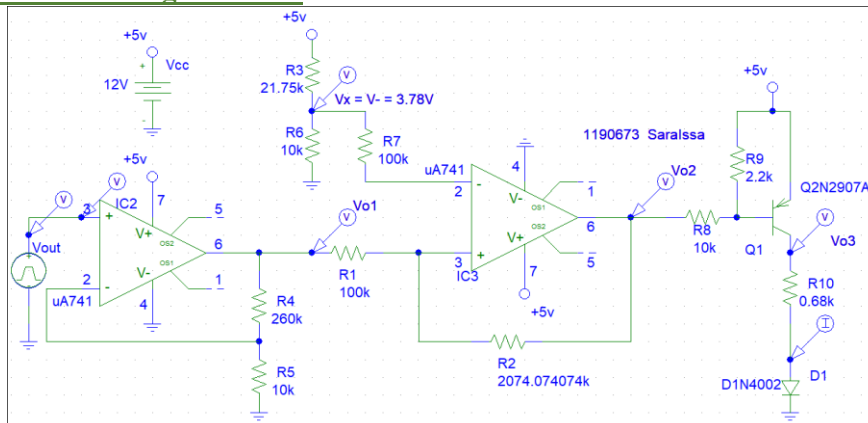 +5v
Vcc
12V
+
-
+5v
R3
21.75k
Vx = V- = 3.78V
R6
10k
R7
100k
1190673 SaraIssa
+5v
R9
2.2k
Q2N2907A
Q1
Vo3
R10
0.68k
I
D1N4002 D1
uA741
2
-
4
V-
1
OS1
6
OS2
V+
+
3
IC3
7
5
+5v
Vo2
R8
10k
V
Vout
3
+
IC2
+5v
7
5
V+
OS2
6
V-
OS1
1
2
-
uA741
4
Vo1
R1
100k
R4
260k
R5
10k
R2
2074.074074k
V
V
V
V
V